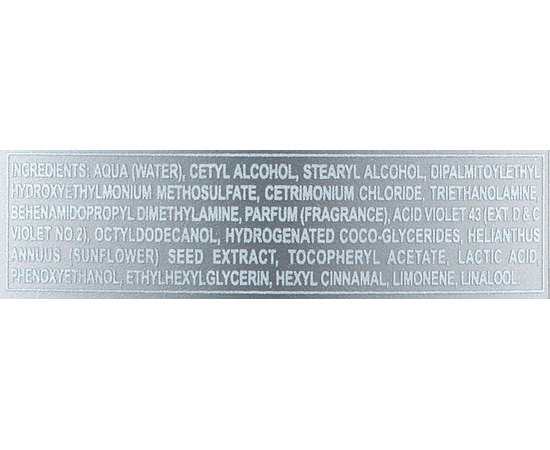 INGREDIENTS: AQUA (WATER), CETYL ALCOHOL, STEARYL ALCOHOL, DIPALMITOYLETHYL
HYDROXYETHYLMONIUM METHOSULFATE, CETRIMONIUM CHLORIDE, TRIETHANOLAMINE,
BEHENAMIDOPROPYL DIMETHYLAMINE, PARFUM (FRAGRANCE), ACID VIOLET 43 (EXT. D & C
VIOLET NO 2), OCTYLDODECANOL, HYDROGENATED COCO-GLYCERIDES, HELIANTHUS
ANNUUS (SUNFLOWER) SEED EXTRACT, TOCOPHERYL ACETATE, LACTIC ACID,
PHENOXYETHANOL, ETHYLHEXYLGLYCERIN, HEXYL CINNAMAL, LIMONENE, LINALOOL.